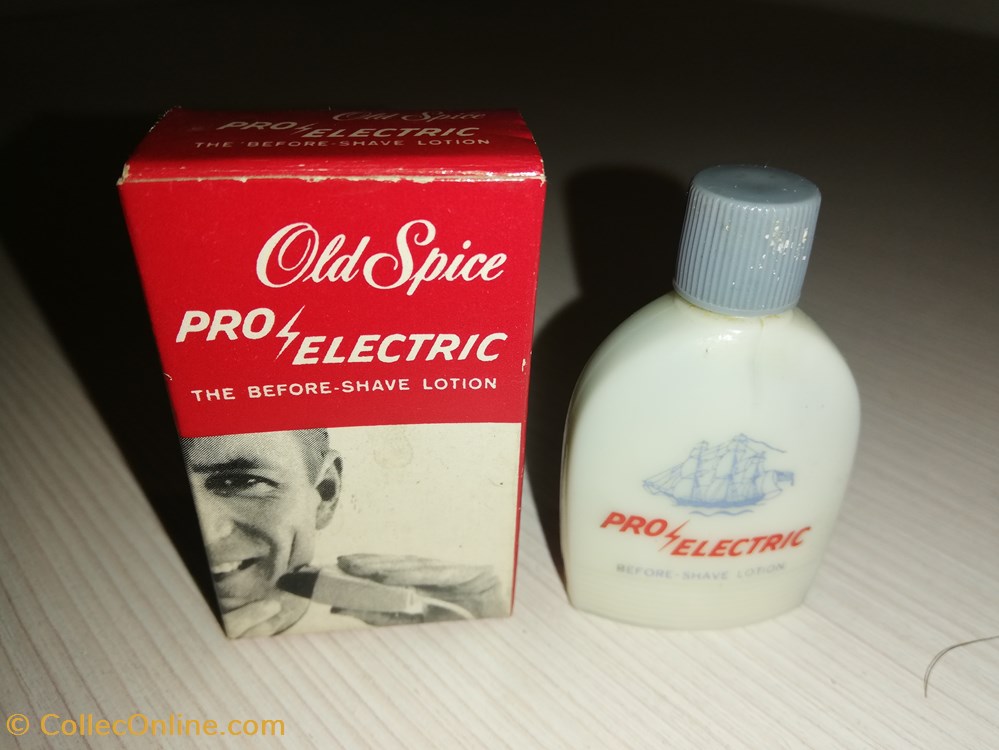 Old Spice
PRO ELECTRIC
THE BEFORE-SHAVE LOTION
Old Spice
PRO
ELECTRIC
THE BEFORE-SHAVE LOTION
PRO
ELECTRIC
BEFORE-SHAVE LOTION
© CollecOnline.com